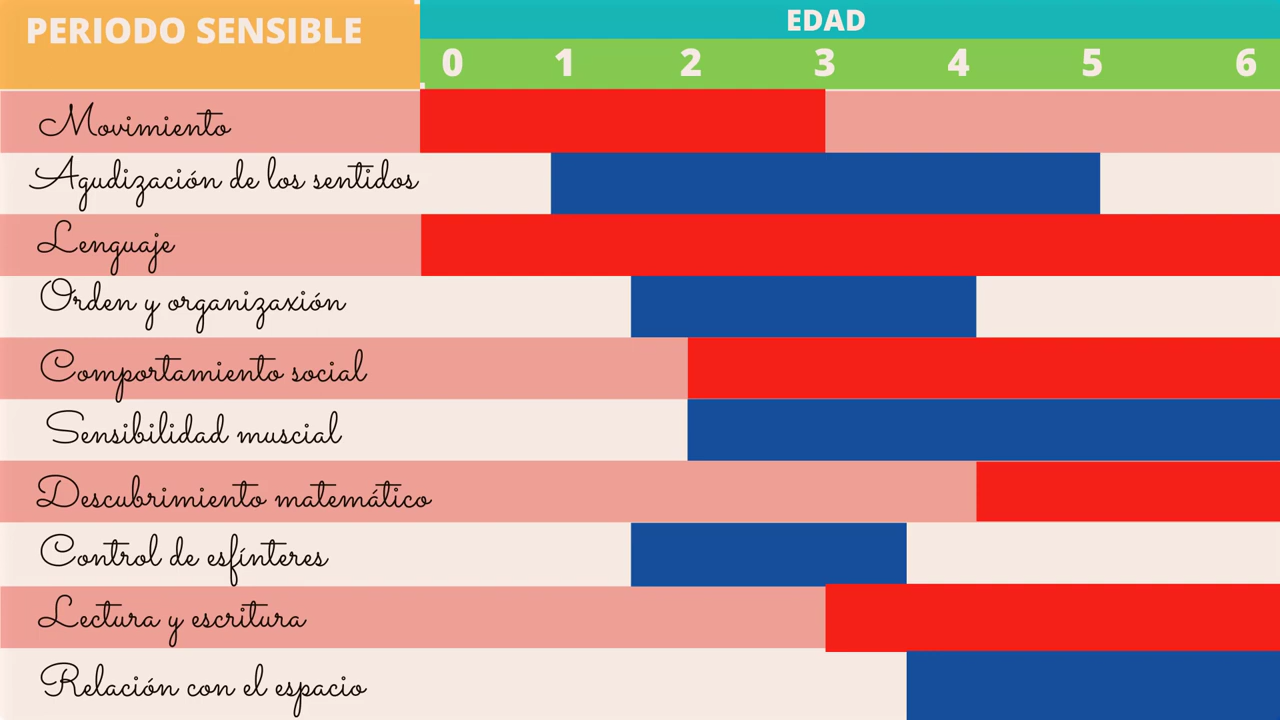 PERIODO SENSIBLE
EDAD
0 1 2 3 4 5 6
Movimiento
Agudización de los sentidos
Lenguaje
Orden y organizaxión
Comportamiento social
Sensibilidad muscial
Descubrimiento matemático
Control de esfínteres
Lectura y escritura
Relación con el espacio